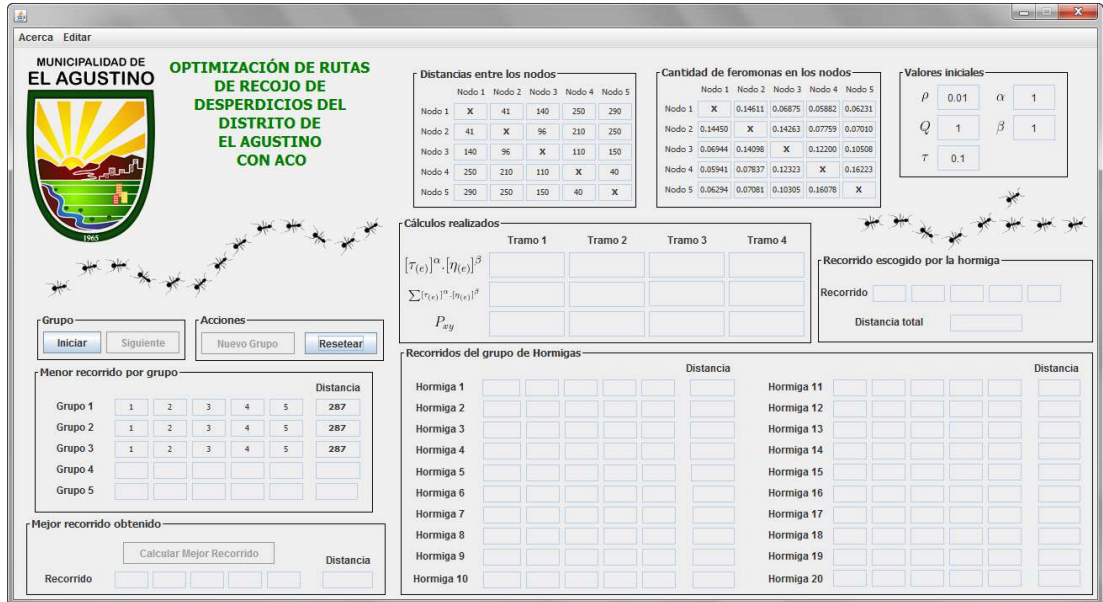 Acerca Editar
MUNICIPALIDAD DE
EL AGUSTINO
1965
OPTIMIZACIÓN DE RUTAS
DE RECOJO DE
DESPERDICIOS DEL
DISTRITO DE
EL AGUSTINO
CON ACO
Distancias entre los nodos
Nodo 1 Nodo 2 Nodo 3 Nodo 4 Nodo 5
Nodo 1 X 41 140 250 290
Nodo 2 41 X 96 210 250
Nodo 3 140 96 X 110 150
Nodo 4 250 210 110 X 40
Nodo 5 290 250 150 40 X
Cantidad de feromonas en los nodos
Nodo 1 Nodo 2 Nodo 3 Nodo 4 Nodo 5
Nodo 1 X 0.14611 0.06875 0.05882 0.06231
Nodo 2 0.14450 X 0.14263 0.07759 0.07010
Nodo 3 0.06944 0.14098 X 0.12200 0.10508
Nodo 4 0.05941 0.07837 0.12323 X 0.16223
Nodo 5 0.06294 0.07081 0.10305 0.16078 X
Valores iniciales
ρ 0.01 α 1
Q 1 β 1
τ 0.1
Cálculos realizados
Tramo 1 Tramo 2 Tramo 3 Tramo 4
[τ(e)]^α.[η(e)]^β
∑[τ(e)]^α.[η(e)]^β
Pxy
Recorrido escogido por la hormiga
Recorrido
Distancia total
Grupo
Iniciar Siguiente
Acciones
Nuevo Grupo Resetear
Menor recorrido por grupo
Distancia
Grupo 1 1 2 3 4 5 287
Grupo 2 1 2 3 4 5 287
Grupo 3 1 2 3 4 5 287
Grupo 4
Grupo 5
Mejor recorrido obtenido
Calcular Mejor Recorrido
Distancia
Recorrido
Recorridos del grupo de Hormigas
Distancia Distancia
Hormiga 1 Hormiga 11
Hormiga 2 Hormiga 12
Hormiga 3 Hormiga 13
Hormiga 4 Hormiga 14
Hormiga 5 Hormiga 15
Hormiga 6 Hormiga 16
Hormiga 7 Hormiga 17
Hormiga 8 Hormiga 18
Hormiga 9 Hormiga 19
Hormiga 10 Hormiga 20